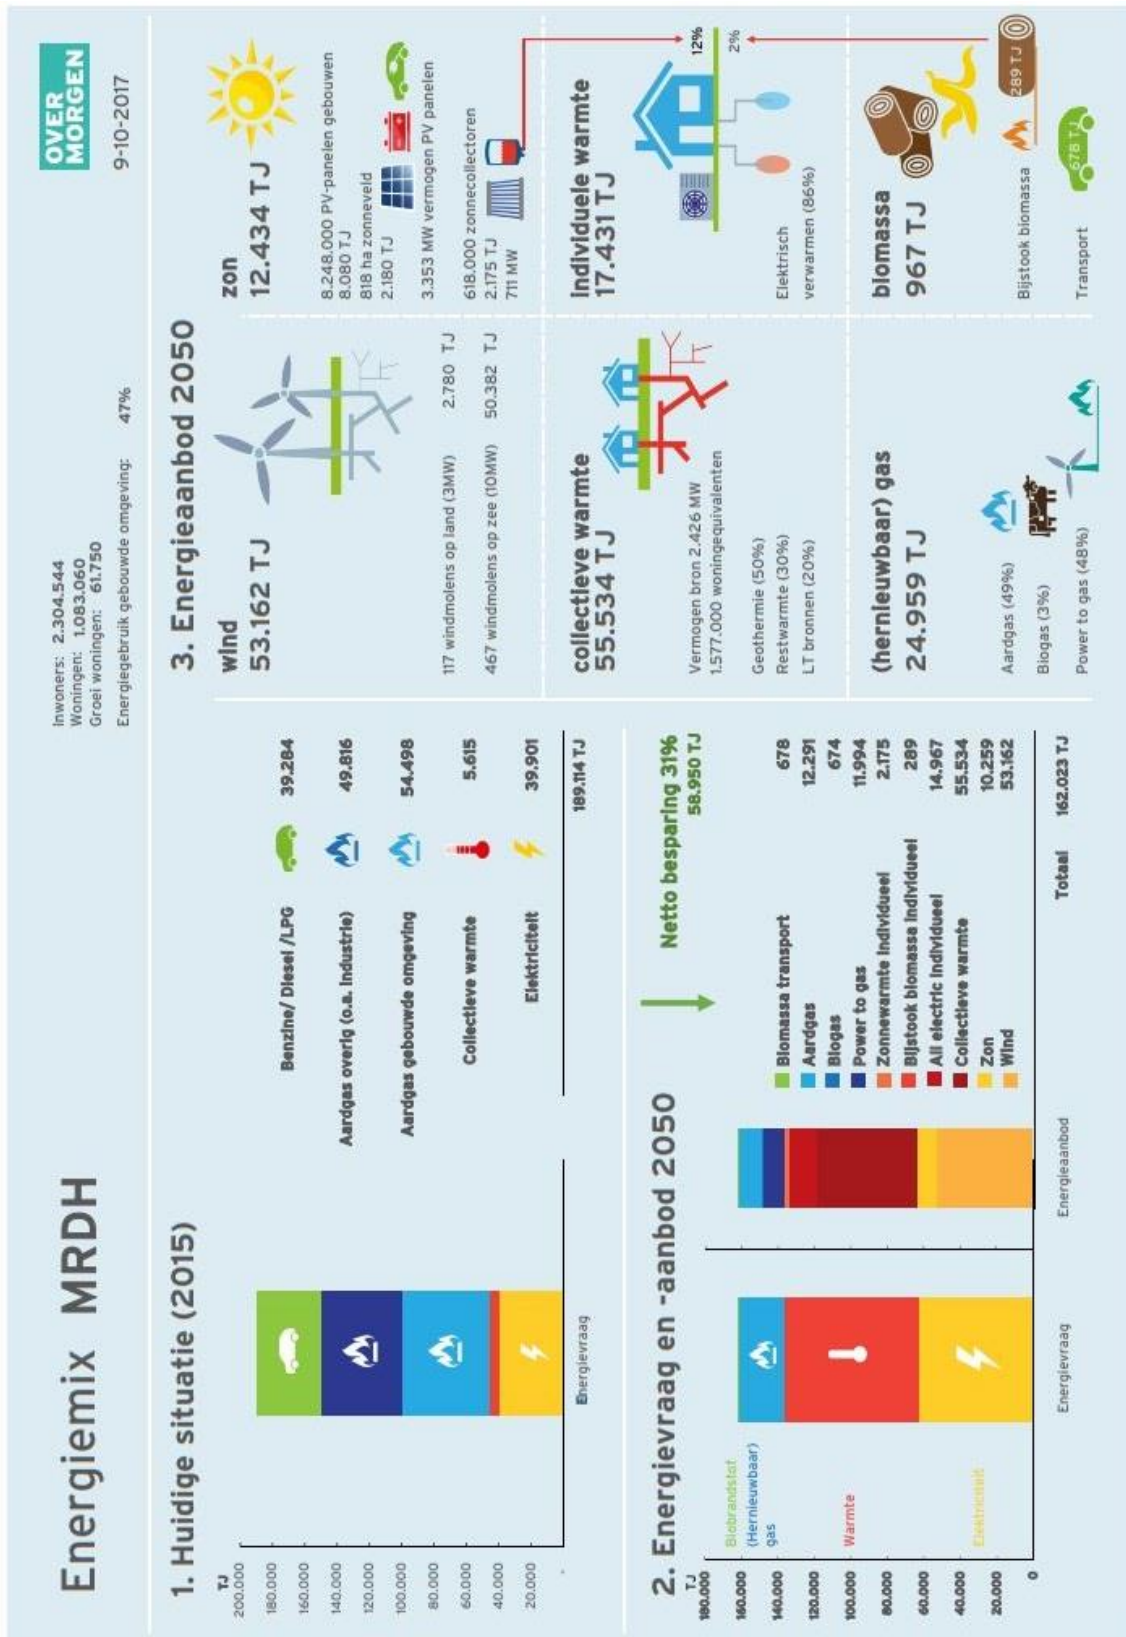 Energiemix MRDH
Inwoners: 2.304.544
Woningen: 1.083.060
Groei woningen: 61.750
Energiegebruik gebouwde omgeving: 47%
OVER
MORGEN
9-10-2017
1. Huidige situatie (2015)
TJ
200.000
180.000
160.000
140.000
120.000
100.000
80.000
60.000
40.000
20.000
-
Energievraag
Benzine/ Diesel /LPG 39.284
Aardgas overig (o.a. Industrie) 49.816
Aardgas gebouwde omgeving 54.498
Collectieve warmte 5.615
Elektriciteit 39.901
189.114 TJ
2. Energievraag en -aanbod 2050
Netto besparing 31%
58.950 TJ
TJ
180.000
160.000
140.000
120.000
100.000
80.000
60.000
40.000
20.000
0
Biobrandstof
(Hernieuwbaar)
gas
Warmte
Elektriciteit
Energievraag
Energieaanbod
Biomassa transport 678
Aardgas 12.291
Biogas 674
Power to gas 11.994
Zonnewarmte individueel 2.175
Bijstook biomassa individueel 289
All electric individueel 14.967
Collectieve warmte 55.534
Zon 10.259
Wind 53.162
Totaal 162.023 TJ
3. Energieaanbod 2050
wind
53.162 TJ
117 windmolens op land (3MW) 2.780 TJ
467 windmolens op zee (10MW) 50.382 TJ
zon
12.434 TJ
8.248.000 PV-panelen gebouwen
8.080 TJ
818 ha zonneveld
2.180 TJ
3.353 MW vermogen PV panelen
618.000 zonnecollectoren
2.175 TJ
711 MW
collectieve warmte
55.534 TJ
Vermogen bron 2.426 MW
1.577.000 woningequivalenten
Geothermie (50%)
Restwarmte (30%)
LT bronnen (20%)
individuele warmte
17.431 TJ
12%
2%
Elektrisch
verwarmen (86%)
(hernieuwbaar) gas
24.959 TJ
Aardgas (49%)
Biogas (3%)
Power to gas (48%)
biomassa
967 TJ
Bijstook biomassa
289 TJ
Transport
678 TJ